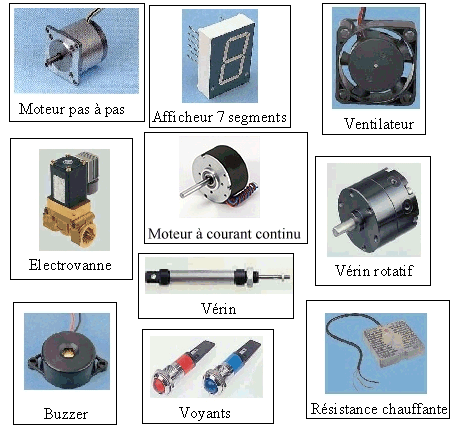 Moteur pas à pas
Afficheur 7 segments
Ventilateur
Electrovanne
Moteur à courant continu
Vérin rotatif
Vérin
Buzzer
Voyants
Résistance chauffante